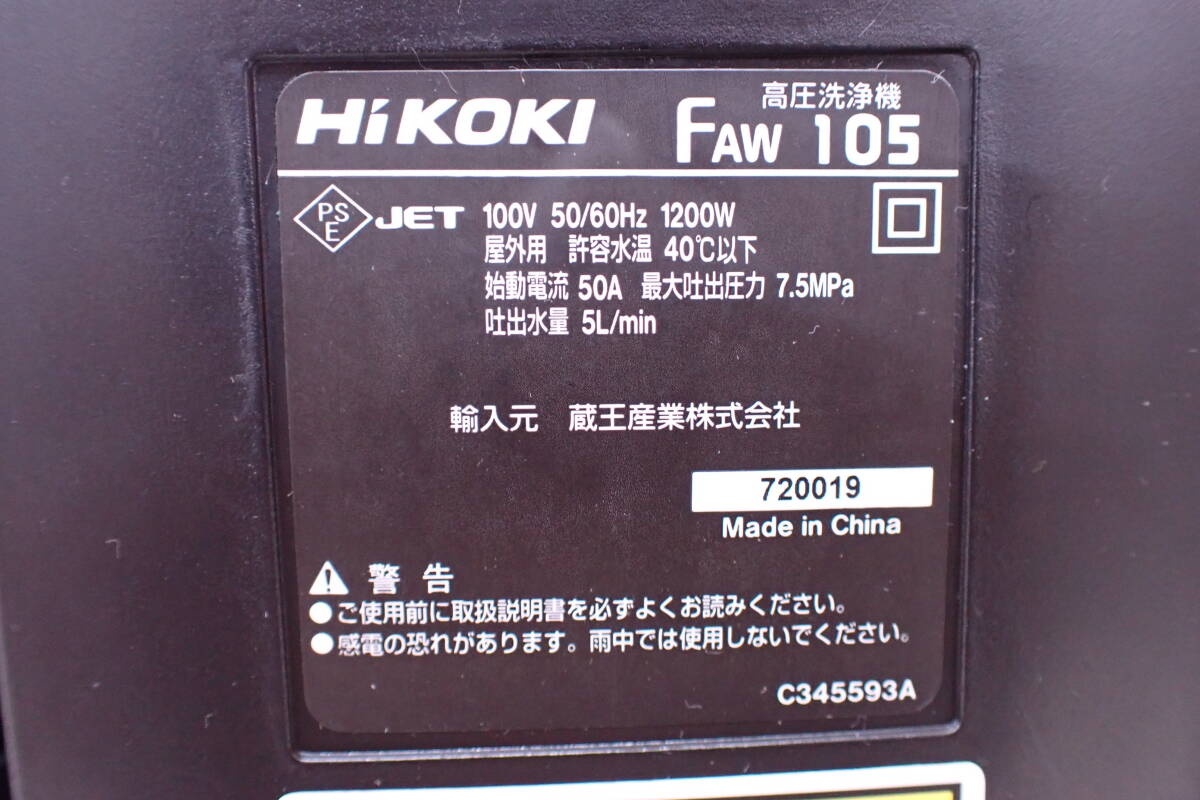 HiKOKI
高圧洗浄機
FAW 105
PSE JET 100V 50/60Hz 1200W
屋外用 許容水温 40℃以下
始動電流 50A 最大吐出圧力 7.5MPa
吐出水量 5L/min
輸入元 蔵王産業株式会社
720019
Made in China
警告
●ご使用前に取扱説明書を必ずよくお読みください。
●感電の恐れがあります。雨中では使用しないでください。
C345593A